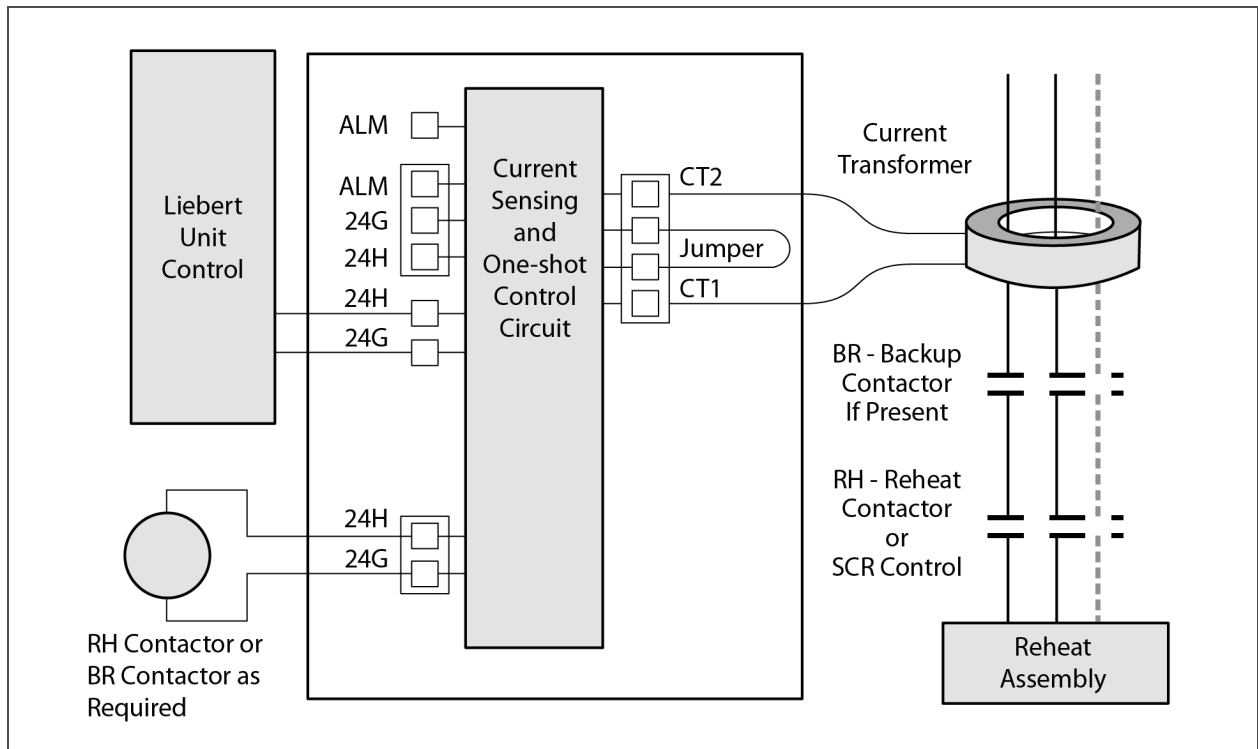 Liebert
Unit
Control
ALM
ALM
24G
24H
24H
24G
24H
24G
Current
Sensing
and
One-shot
Control
Circuit
CT2
Jumper
CT1
Current
Transformer
BR - Backup
Contactor
If Present
RH - Reheat
Contactor
or
SCR Control
Reheat
Assembly
RH Contactor or
BR Contactor as
Required